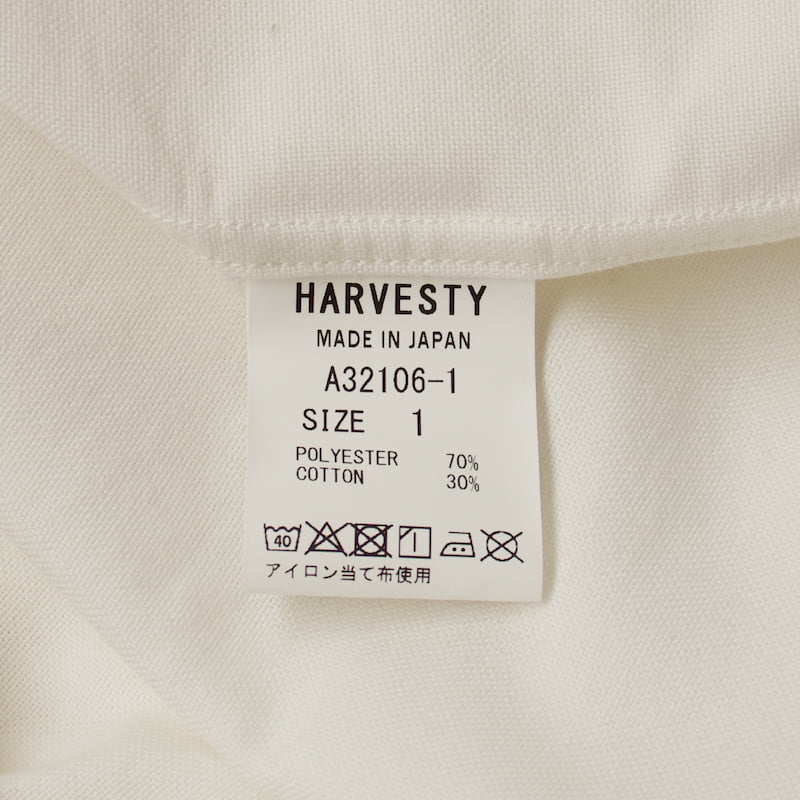 HARVESTY
MADE IN JAPAN
A32106-1
SIZE 1
POLYESTER 70%
COTTON 30%
40
アイロン当て布使用